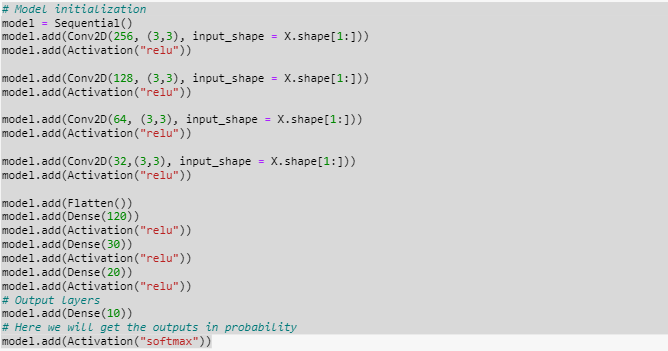 # Model initialization
model = Sequential()
model.add(Conv2D(256, (3,3), input_shape = X.shape[1:]))
model.add(Activation("relu"))
model.add(Conv2D(128, (3,3), input_shape = X.shape[1:]))
model.add(Activation("relu"))
model.add(Conv2D(64, (3,3), input_shape = X.shape[1:]))
model.add(Activation("relu"))
model.add(Conv2D(32,(3,3), input_shape = X.shape[1:]))
model.add(Activation("relu"))
model.add(Flatten())
model.add(Dense(120))
model.add(Activation("relu"))
model.add(Dense(30))
model.add(Activation("relu"))
model.add(Dense(20))
model.add(Activation("relu"))
# Output Layers
model.add(Dense(10))
# Here we will get the outputs in probability
model.add(Activation("softmax"))